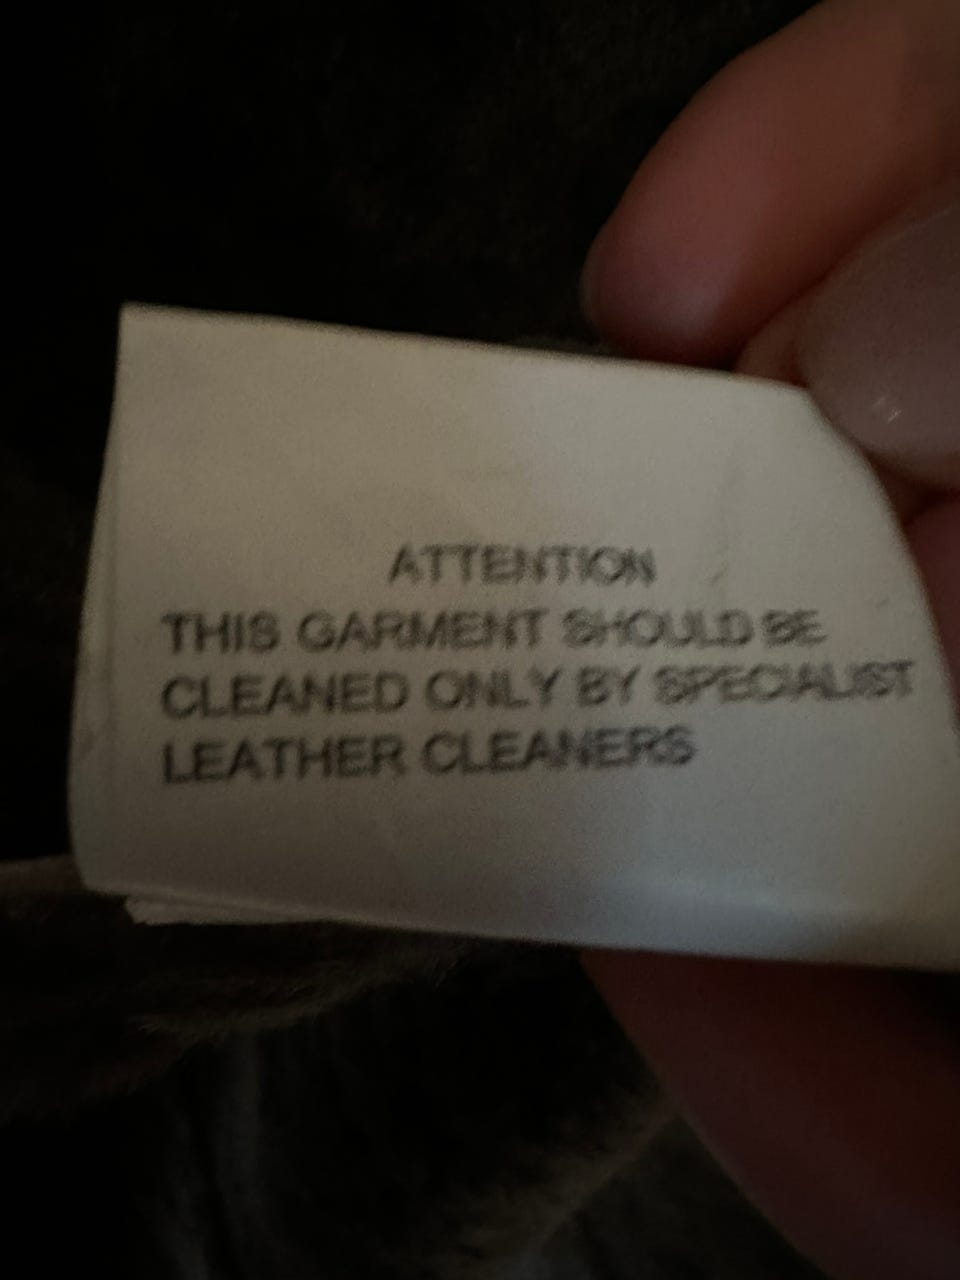 ATTENTION
THIS GARMENT SHOULD BE
CLEANED ONLY BY SPECIALIST
LEATHER CLEANERS